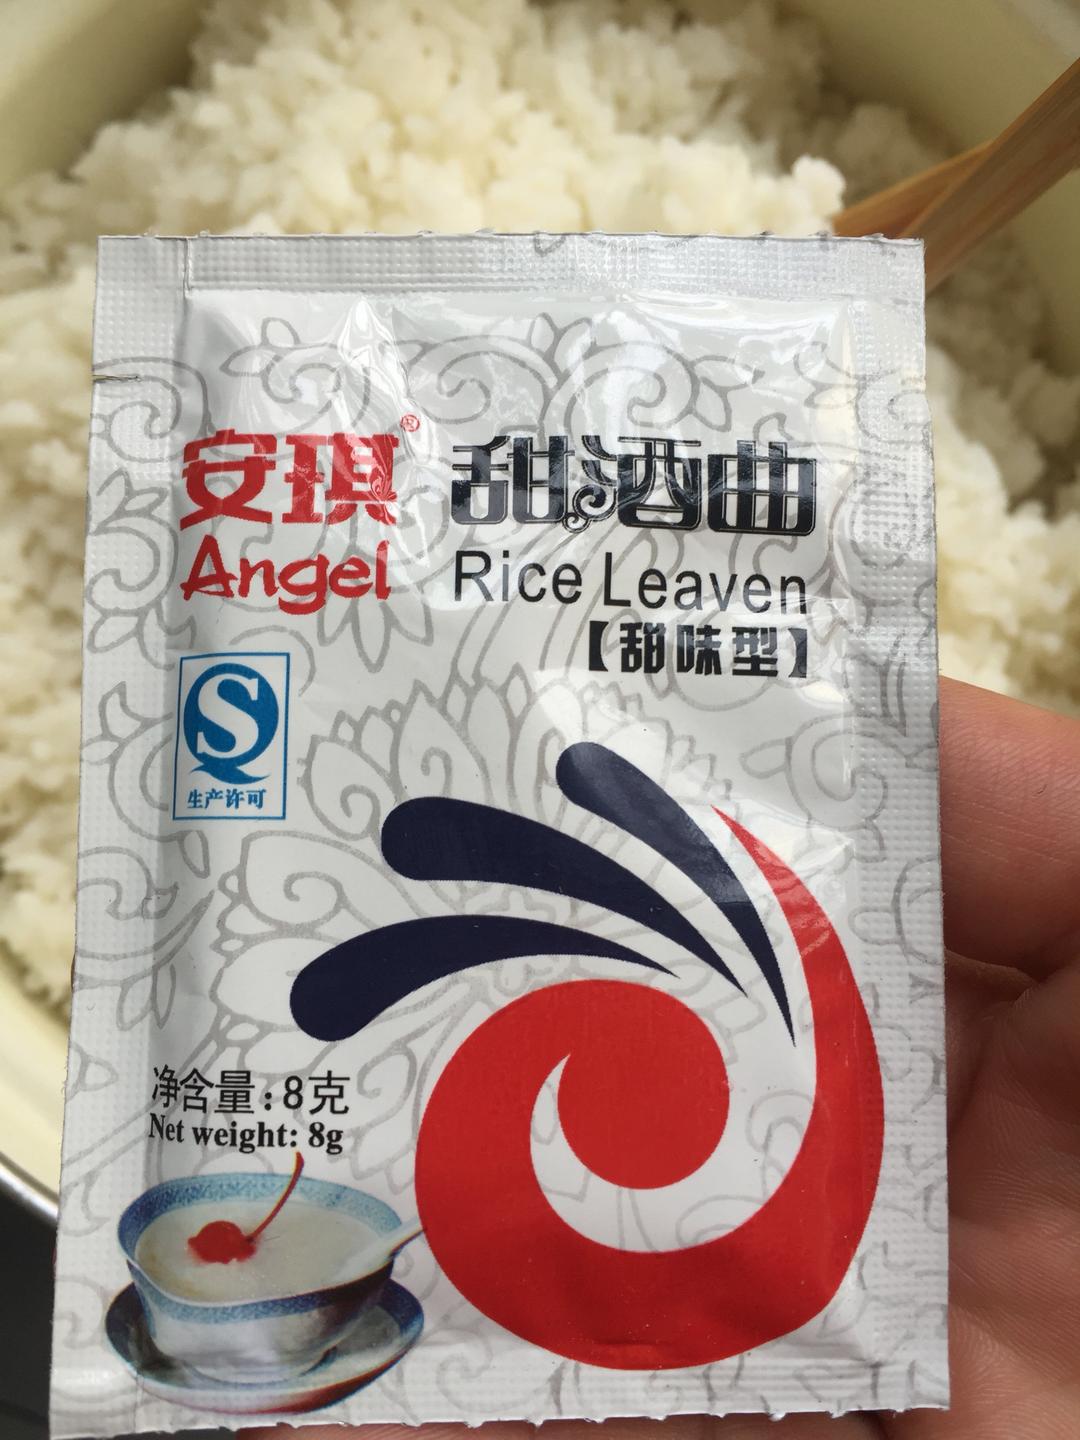 安琪®
Angel
甜酒曲
Rice Leaven
【甜味型】
S
生产许可
净含量:8克
Net weight: 8g